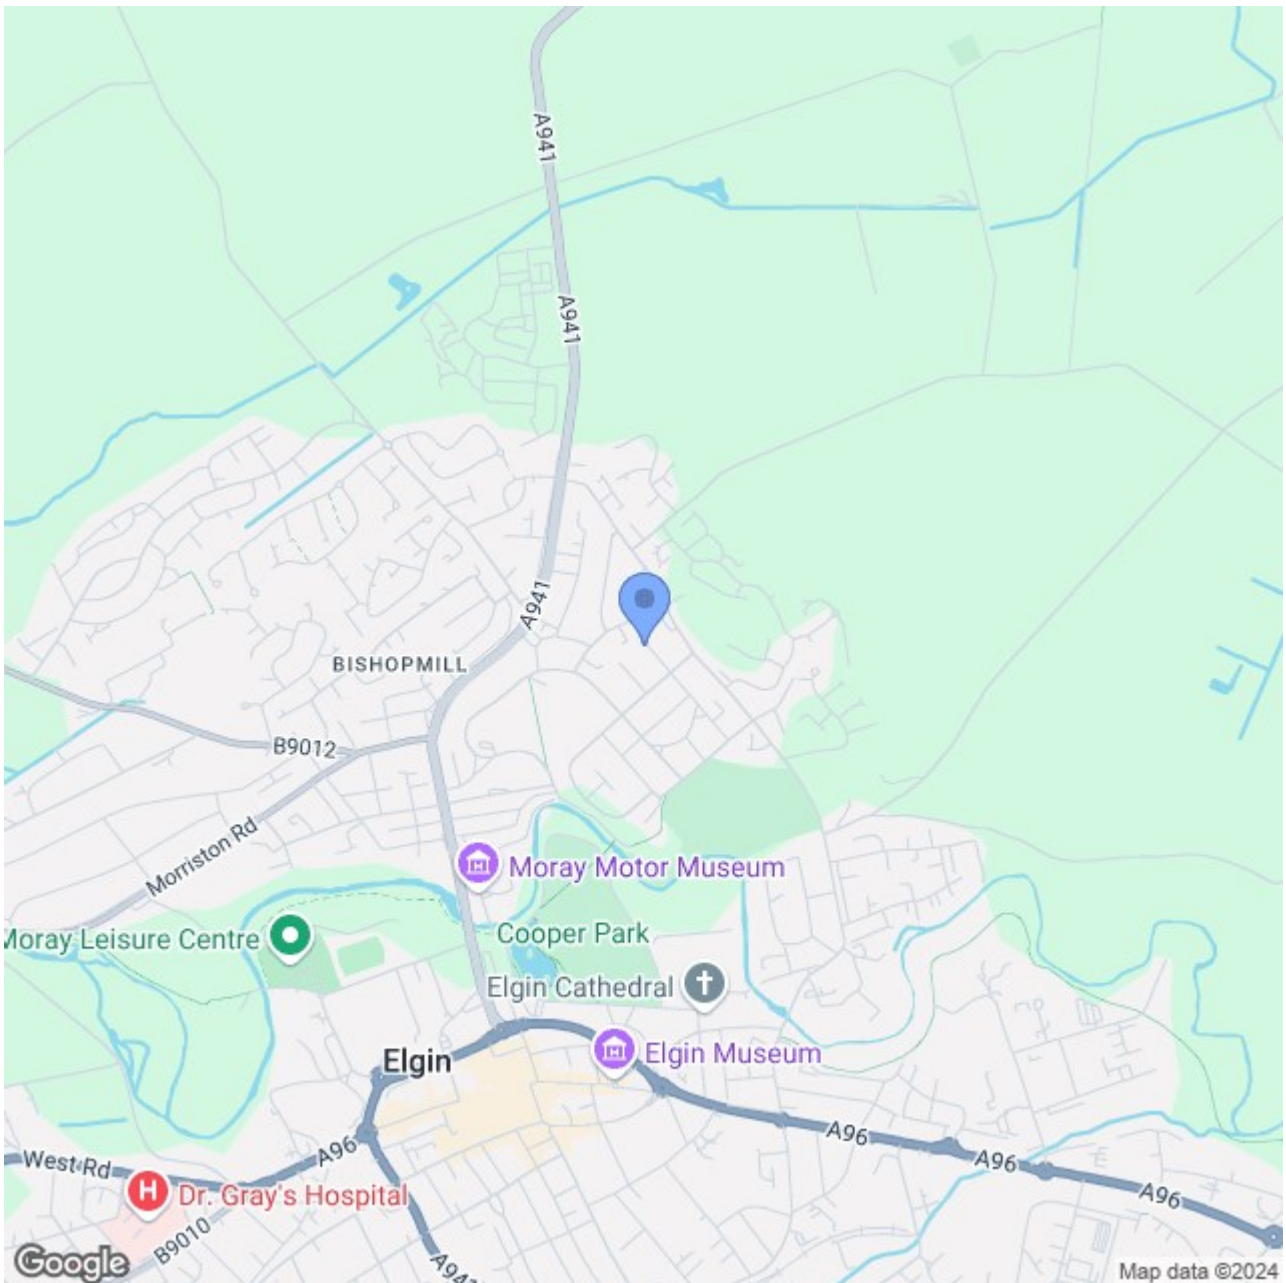 A941
A941
A941
BISHOPMILL
B9012
Morriston Rd
Moray Motor Museum
Moray Leisure Centre
Cooper Park
Elgin Cathedral
Elgin Museum
Elgin
A96
A96
A96
A96
West Rd
H
Dr. Gray's Hospital
B9010
A941
Google
Map data ©2024